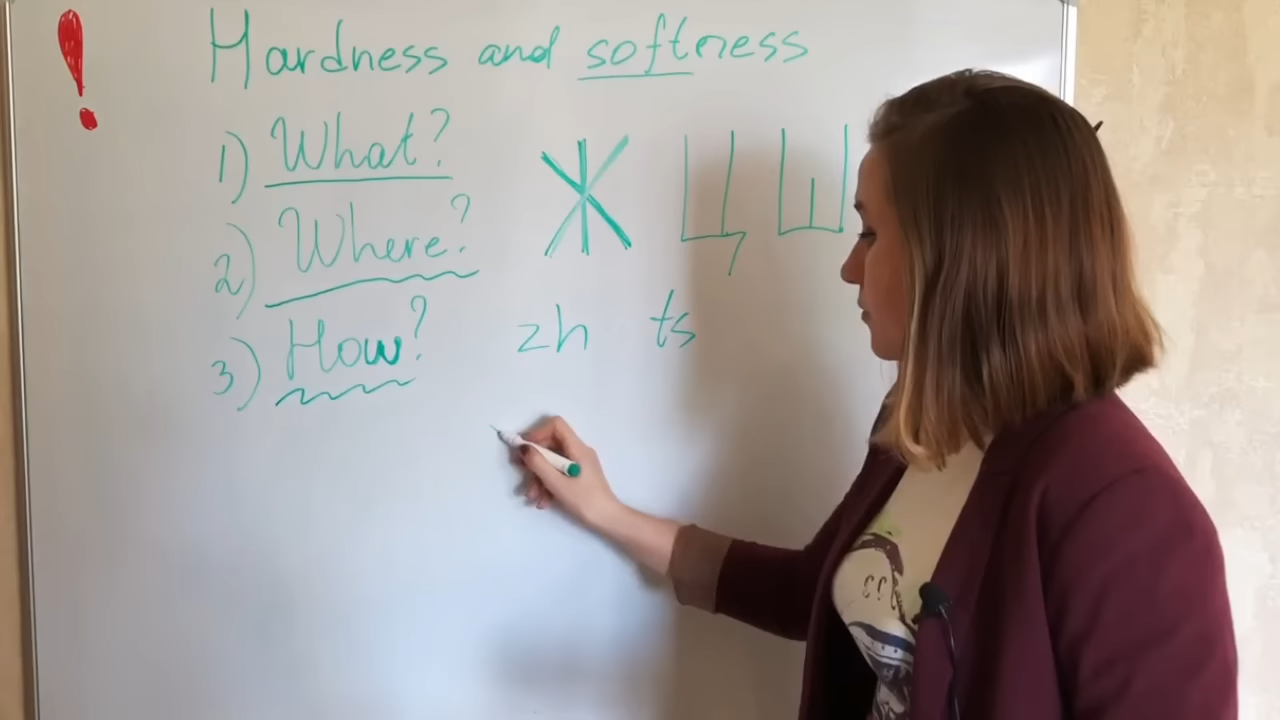 ! Hardness and softness
1) What? Ж Ц Ш
2) Where?
3) How? zh ts